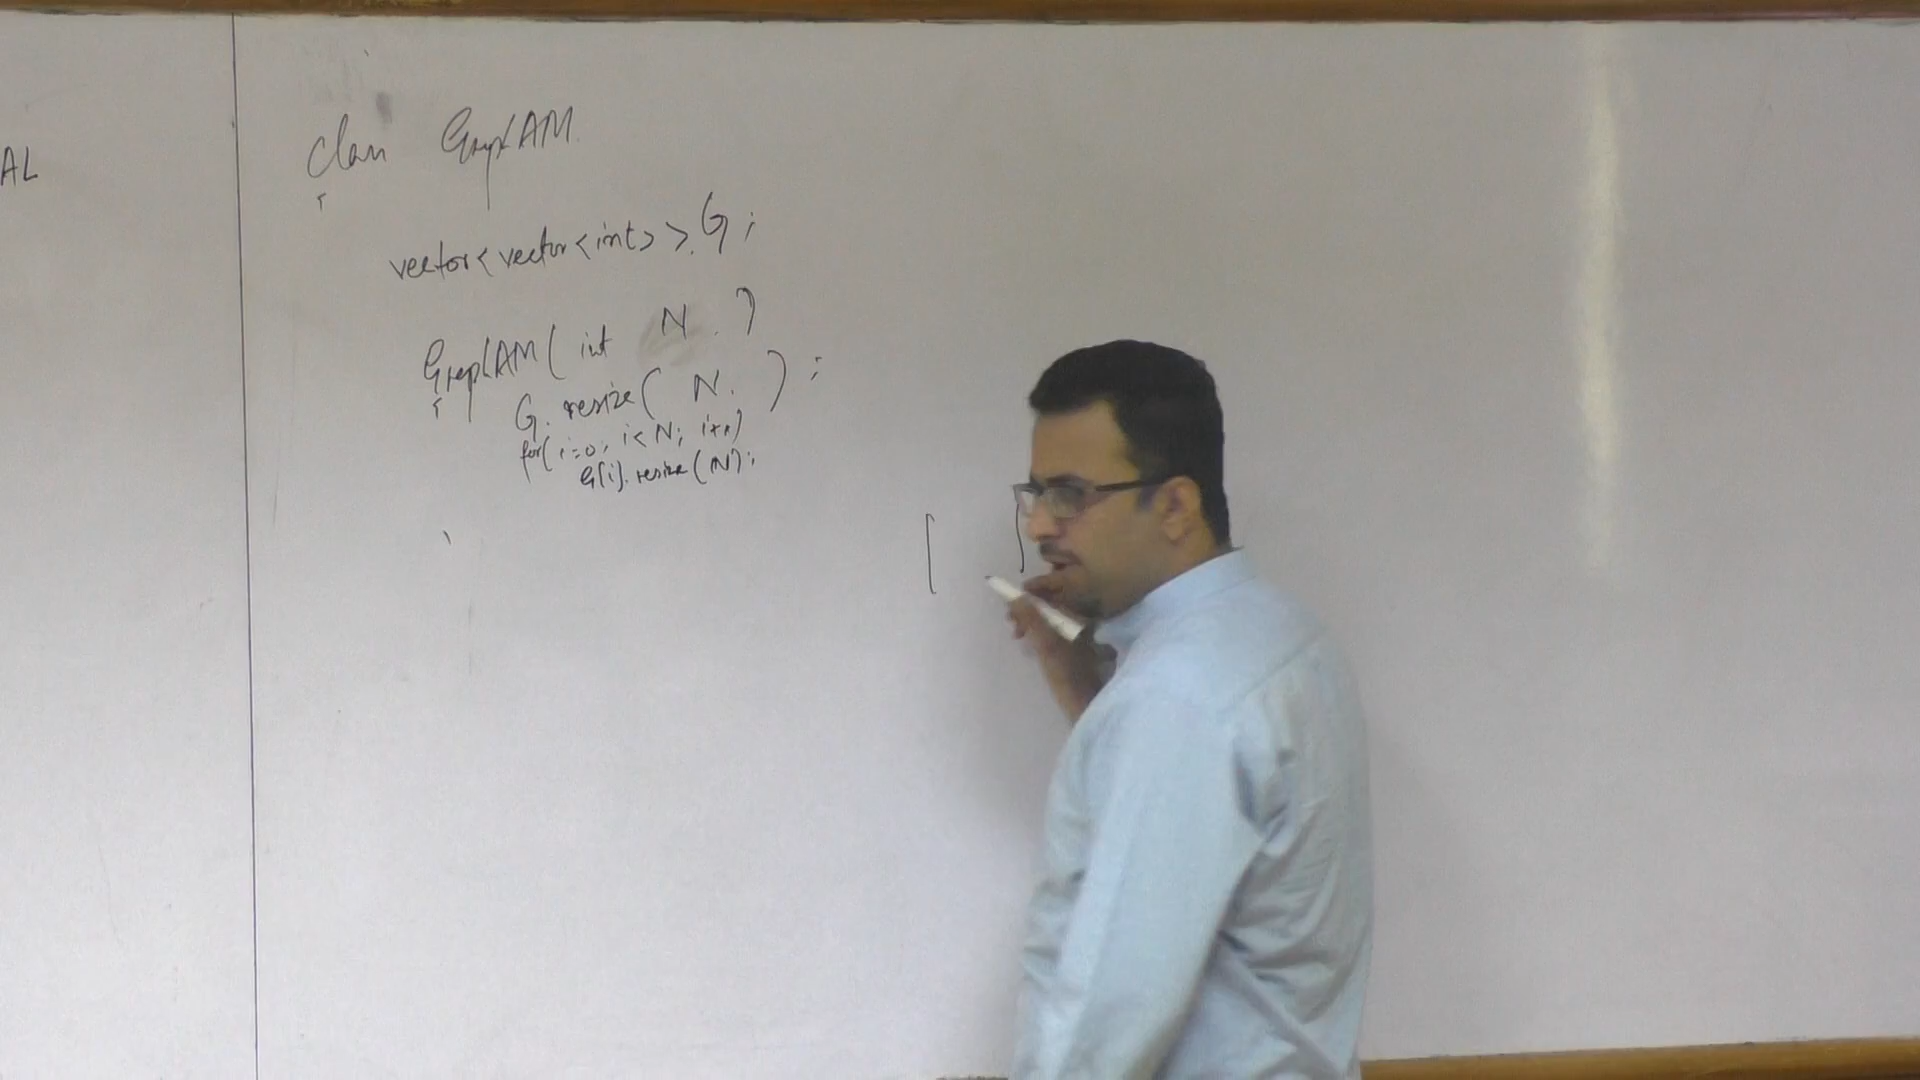 AL
class GraphAM
{
vector<vector<int>> G;
GraphAM( int N )
{
G. resize( N. );
for( i=0; i<N; i++)
G[i]. resize (N);
[ ]